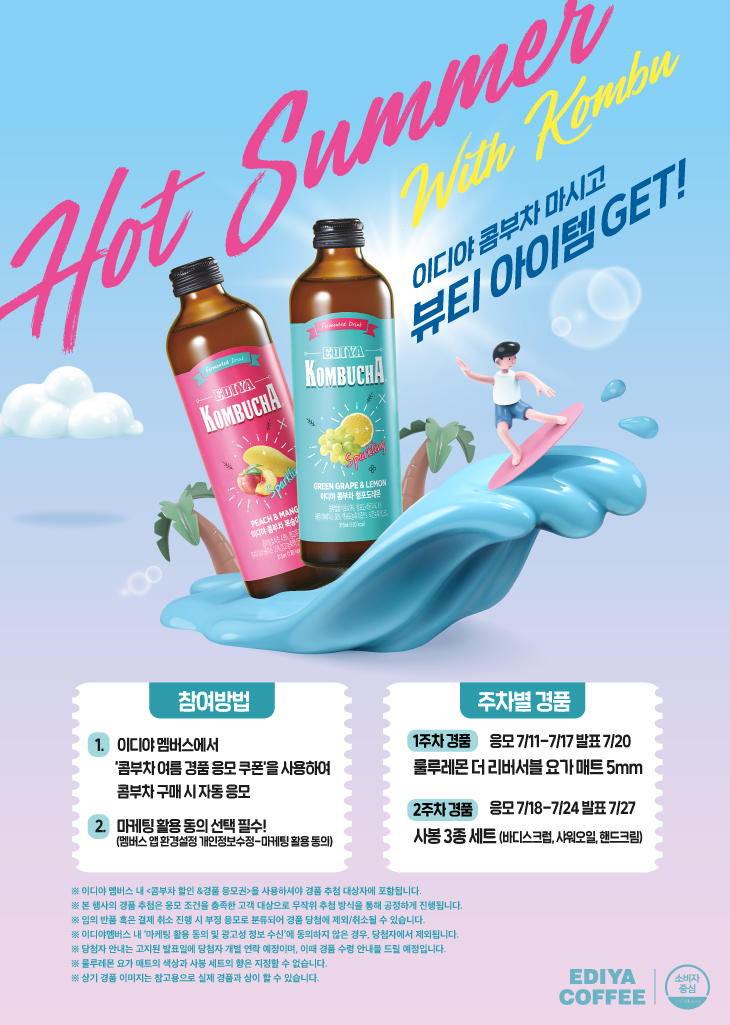 Hot Summer
With Kombu
이디야 콤부차 마시고
뷰티 아이템 GET!
Fermented Drink
EDIYA
KOMBUCHA
Sparkling
GREEN GRAPE & LEMON
이디야 콤부차 청포도레몬
Fermented Drink
EDIYA
KOMBUCHA
PEACH & MANG
이디야 콤부차 복숭아
참여방법
1. 이디야 멤버스에서
'콤부차 여름 경품 응모 쿠폰'을 사용하여
콤부차 구매 시 자동 응모
2. 마케팅 활용 동의 선택 필수!
(멤버스 앱 환경설정 개인정보수정-마케팅 활용 동의)
주차별 경품
1주차 경품 응모 7/11-7/17 발표 7/20
룰루레몬 더 리버서블 요가 매트 5mm
2주차 경품 응모 7/18-7/24 발표 7/27
사봉 3종 세트 (바디스크럽, 샤워오일, 핸드크림)
※ 이디야 멤버스 내 <콤부차 할인 &경품 응모권>을 사용하셔야 경품 추첨 대상자에 포함됩니다.
※ 본 행사의 경품 추첨은 응모 조건을 충족한 고객 대상으로 무작위 추첨 방식을 통해 공정하게 진행됩니다.
※ 임의 반품 혹은 결제 취소 진행 시 부정 응모로 분류되어 경품 당첨에 제외/취소될 수 있습니다.
※ 이디야멤버스 내 '마케팅 활용 동의 및 광고성 정보 수신'에 동의하지 않은 경우, 당첨자에서 제외됩니다.
※ 당첨자 안내는 고지된 발표일에 당첨자 개별 연락 예정이며, 이때 경품 수령 안내를 드릴 예정입니다.
※ 룰루레몬 요가 매트의 색상과 사봉 세트의 향은 지정할 수 없습니다.
※ 상기 경품 이미지는 참고용으로 실제 경품과 상이 할 수 있습니다.
EDIYA
COFFEE
소비자
중심